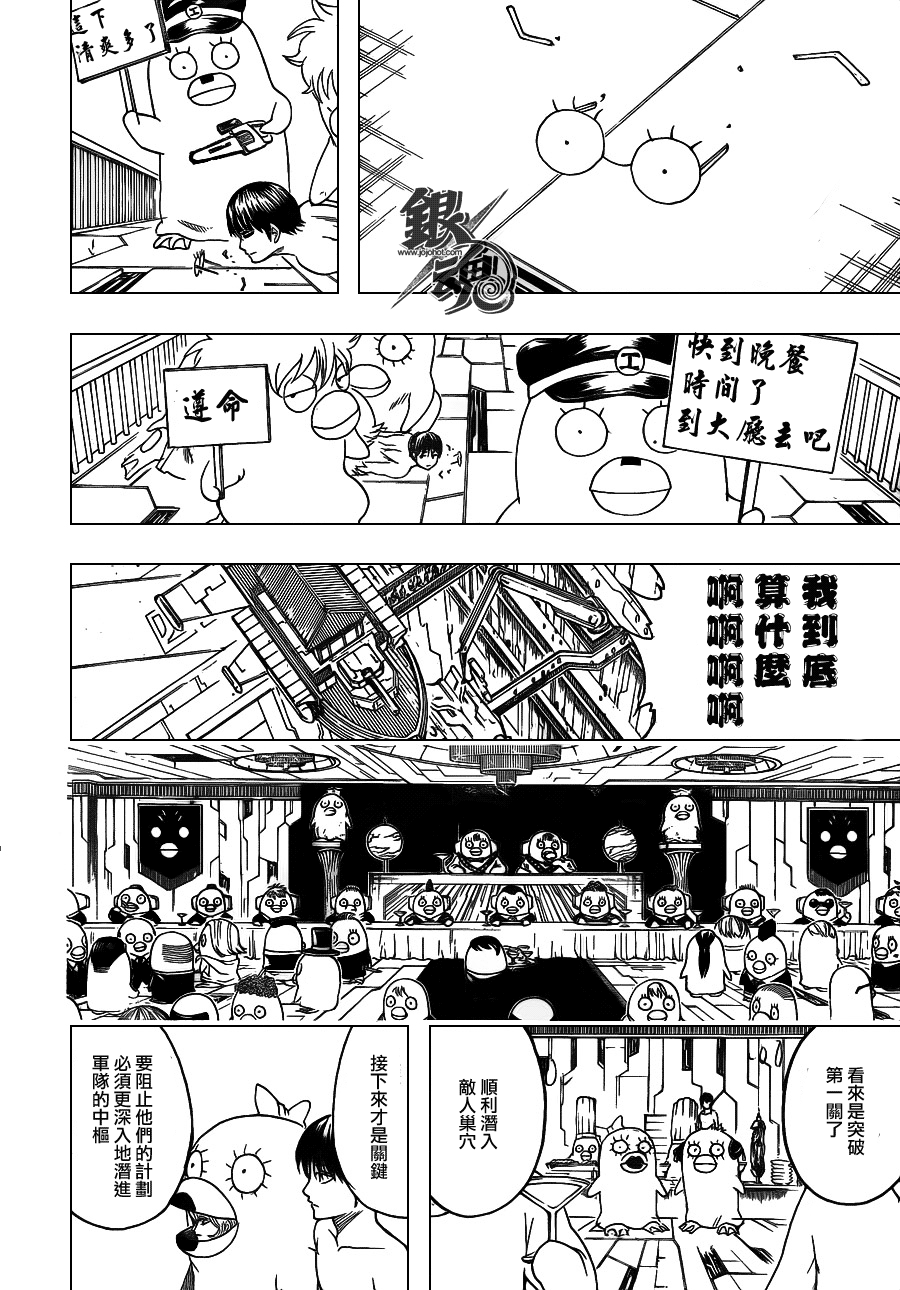 銀魂
www.jojohot.com
這下
清爽多了
工
快到晚餐
時間了
到大廳去吧
工
遵命
我到底
算什麼
啊啊啊啊
看來是突破
第一關了
順利潛入
敵人巢穴
接下來才是關鍵
要阻止他們的計劃
必須更深入地潛進
軍隊的中樞